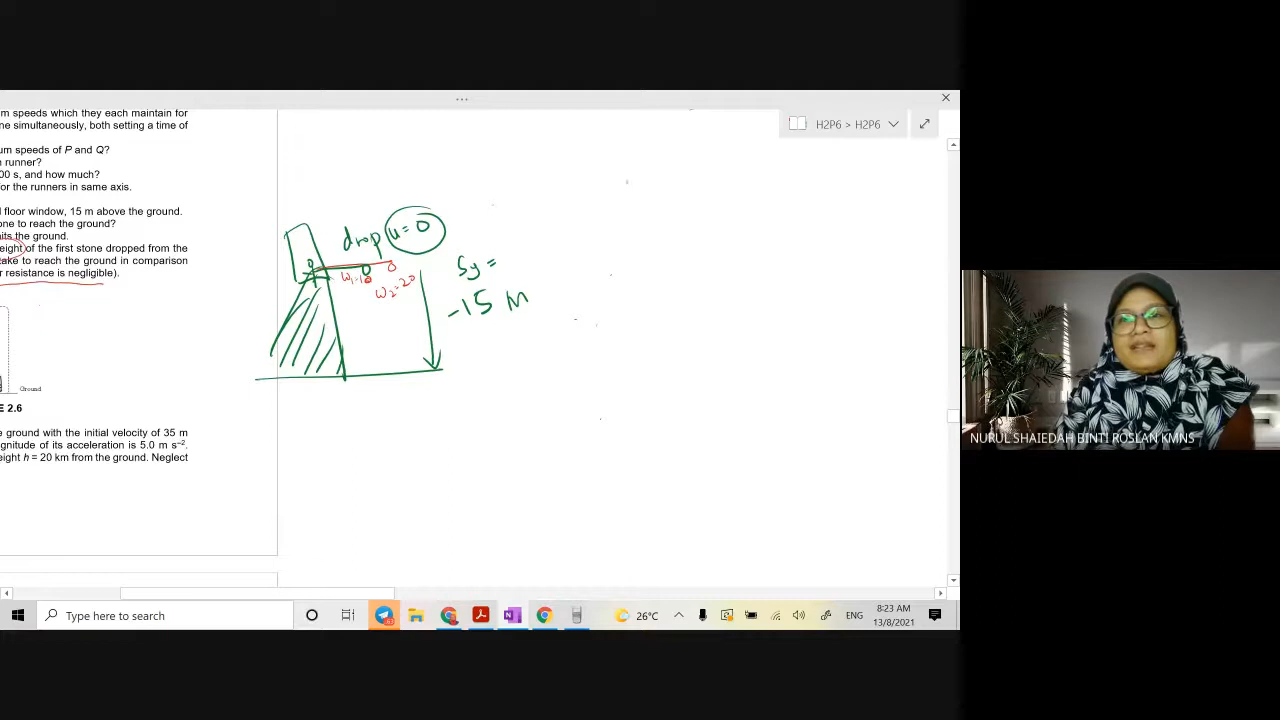 m speeds which they each maintain for
ne simultaneously, both setting a time of
um speeds of P and Q?
n runner?
00 s, and how much?
for the runners in same axis.
floor window, 15 m above the ground.
one to reach the ground?
its the ground.
eight of the first stone dropped from the
take to reach the ground in comparison
r resistance is negligible).
Ground
E 2.6
e ground with the initial velocity of 35 m
gnitude of its acceleration is 5.0 m s⁻².
eight h = 20 km from the ground. Neglect
H2P6 > H2P6
drop u = 0
Sy =
-15 m
W₂=20
NURUL SHAIEDAH BINTI ROSLAN KMNS
Type here to search
26°C
ENG
8:23 AM
13/8/2021